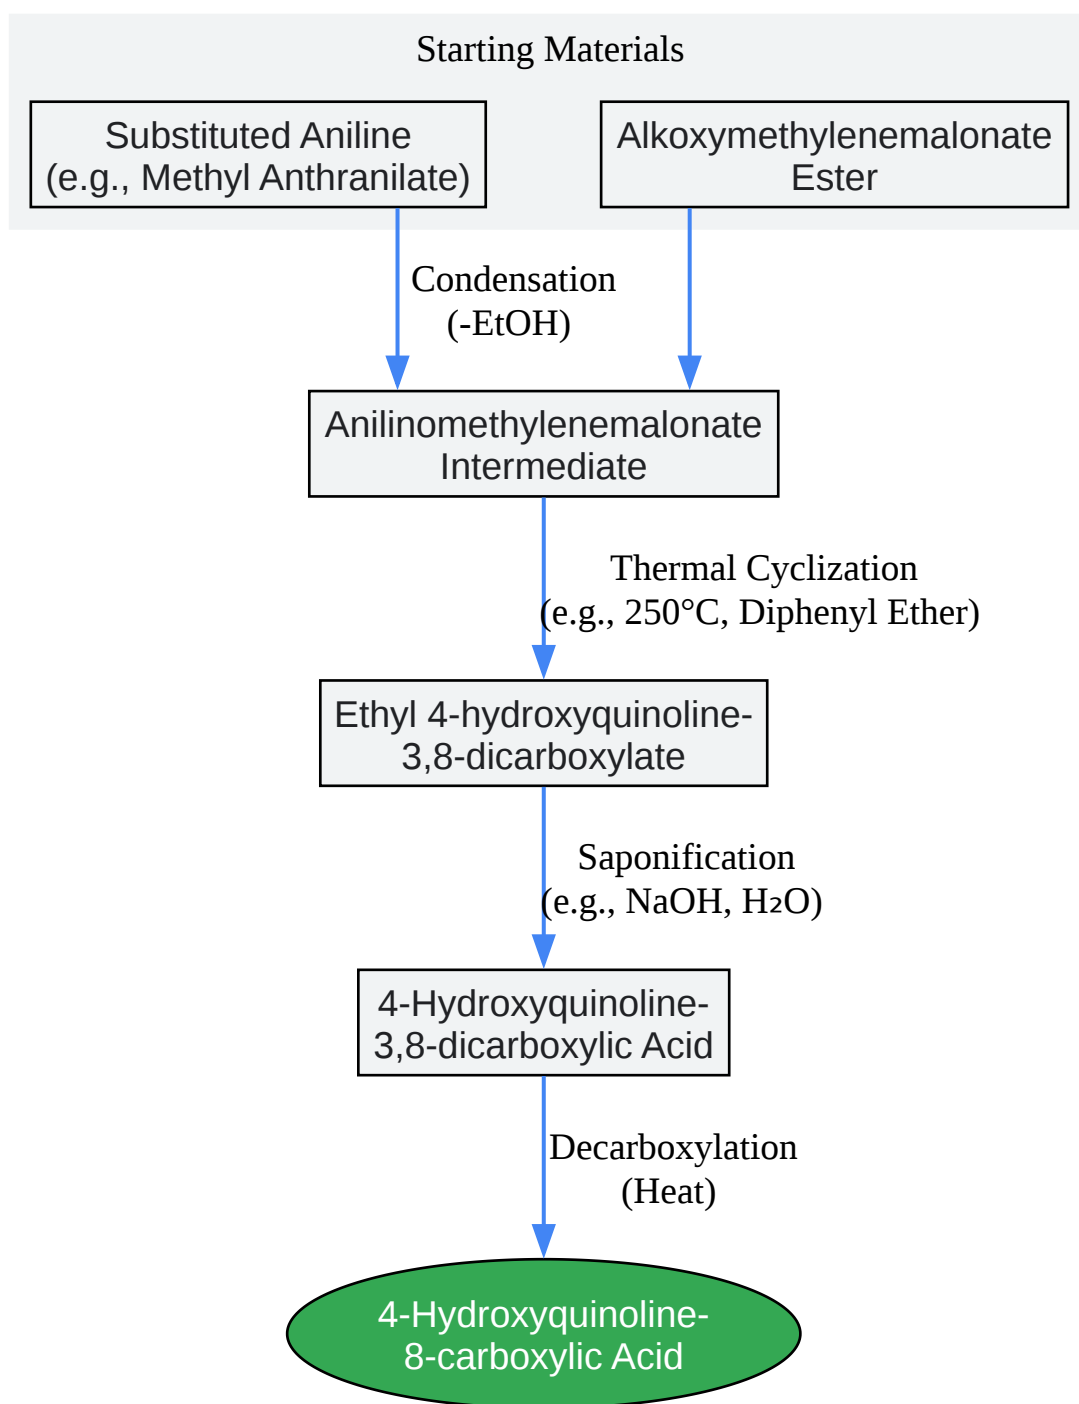 Starting Materials
Substituted Aniline
(e.g., Methyl Anthranilate)
Alkoxymethylenemalonate
Ester
Condensation
(-EtOH)
Anilinomethylenemalonate
Intermediate
Thermal Cyclization
(e.g., 250°C, Diphenyl Ether)
Ethyl 4-hydroxyquinoline-
3,8-dicarboxylate
Saponification
(e.g., NaOH, H₂O)
4-Hydroxyquinoline-
3,8-dicarboxylic Acid
Decarboxylation
(Heat)
4-Hydroxyquinoline-
8-carboxylic Acid